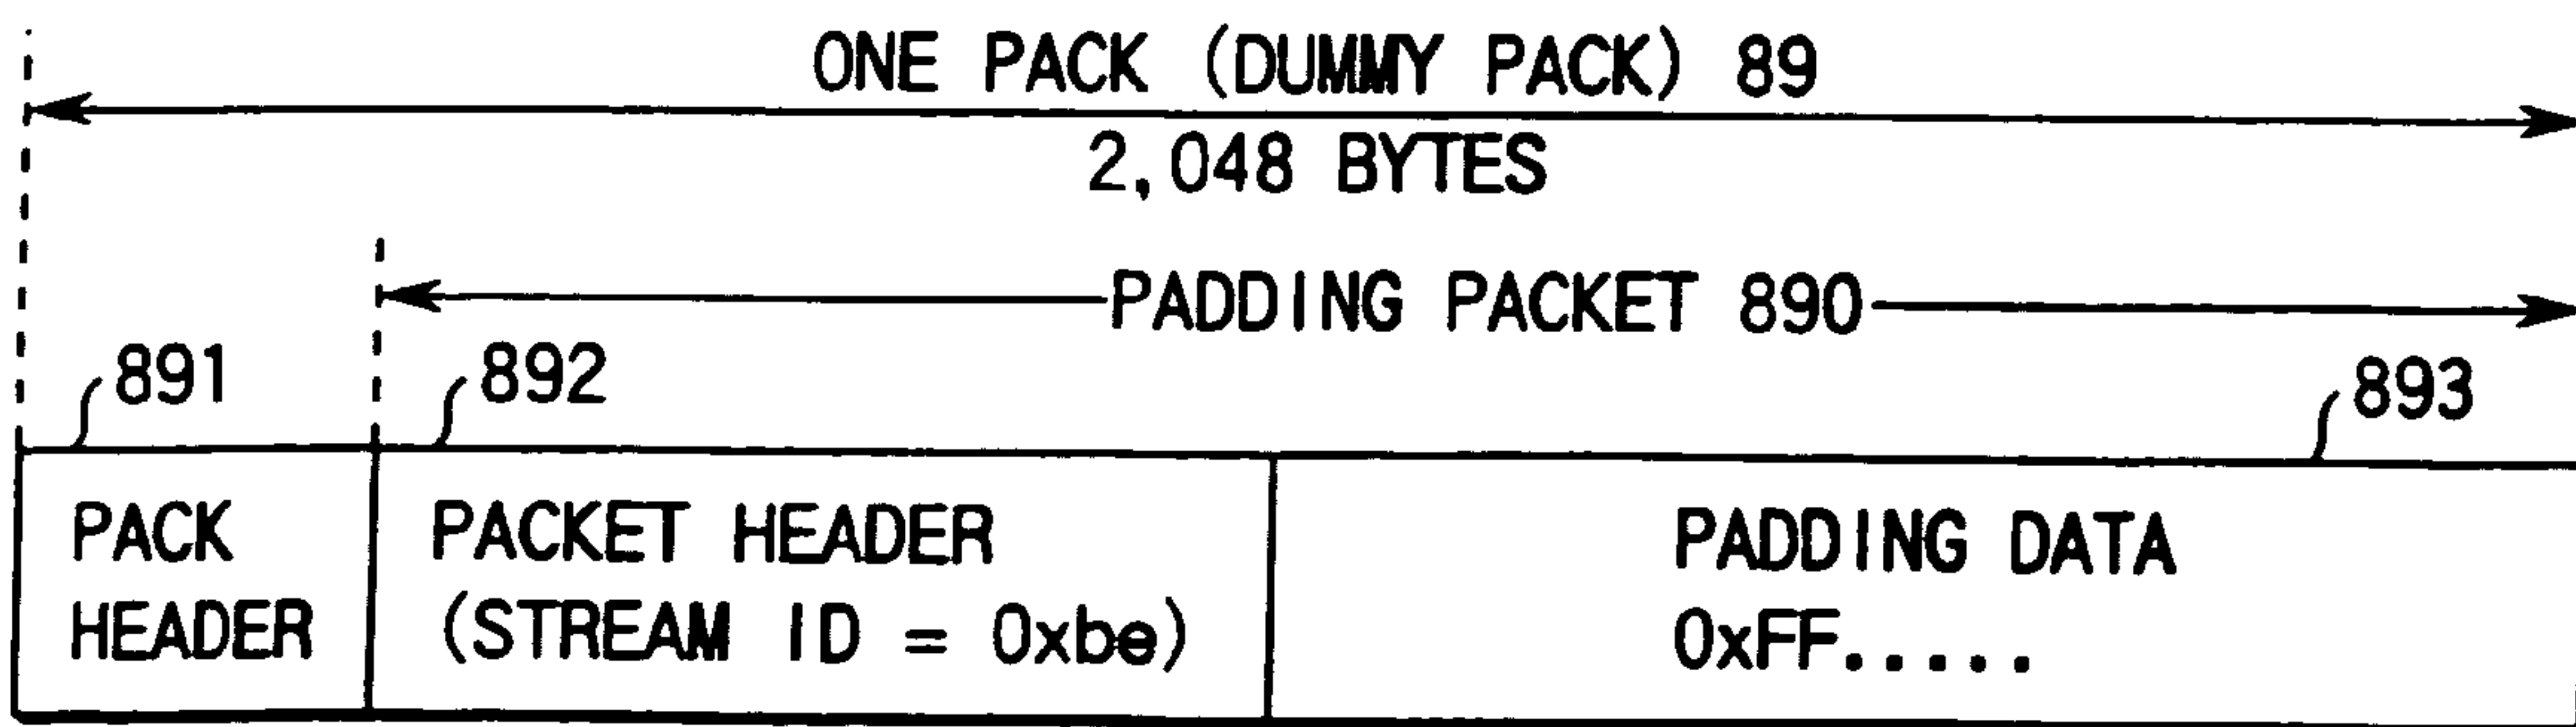 ONE PACK (DUMMY PACK) 89
2,048 BYTES
PADDING PACKET 890
891
892
893
PACK
HEADER
PACKET HEADER
(STREAM ID = 0xbe)
PADDING DATA
0xFF.....